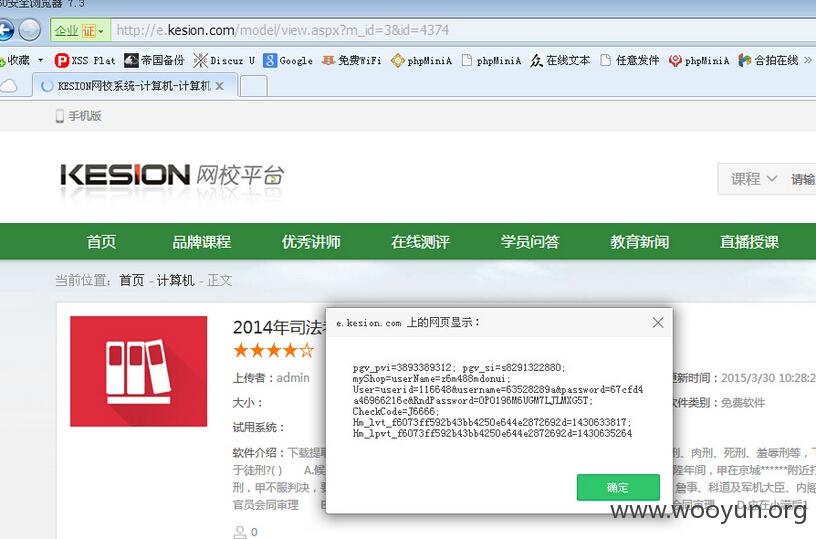 安全浏览器 7.3
企业 证 http://e.kesion.com/model/view.aspx?m_id=3&id=4374
收藏 XSS Plat 帝国备份 Discuz U Google 免费WiFi phpMiniA phpMiniA 在线文本 任意发件 phpMiniA 合拍在线 »
KESION网校系统-计算机-计算机
手机版
KESION 网校平台
课程 请输
首页 品牌课程 优秀讲师 在线测评 学员问答 教育新闻 直播授课
当前位置: 首页 - 计算机 - 正文
2014年司法
e.kesion.com 上的网页显示:
pgv_pvi=3893389312; pgv_si=s8291322880;
myShop=userName=z6m488mdonui;
User=userid=116648&username=63528289a&password=67cfd4
a46966216c&RndPassword=OPO196M6UGM7LJLMXG5T;
CheckCode=J6666;
Hm_lvt_f6073ff592b43bb4250e644e2872692d=1430633817;
Hm_lpvt_f6073ff592b43bb4250e644e2872692d=1430635264
确定
上传者：admin
更新时间：2015/3/30 10:28:2
大小：
软件类别：免费软件
试用系统：
软件介绍：下载提
刑、肉刑、死刑、羞辱刑等，
于徒刑?( ) A.候
隆年间，甲在京城******附近打
刑，甲不服判决，要
詹事、科道及军机大臣、内阁
官员会同审理
会同审理
0
www.wooyun.org